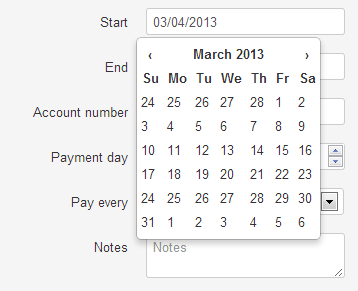 Start 03/04/2013
‹ March 2013 ›
End
Su Mo Tu We Th Fr Sa
24 25 26 27 28 1 2
Account number
3 4 5 6 7 8 9
10 11 12 13 14 15 16
Payment day
17 18 19 20 21 22 23
Pay every
24 25 26 27 28 29 30
31 1 2 3 4 5 6
Notes Notes